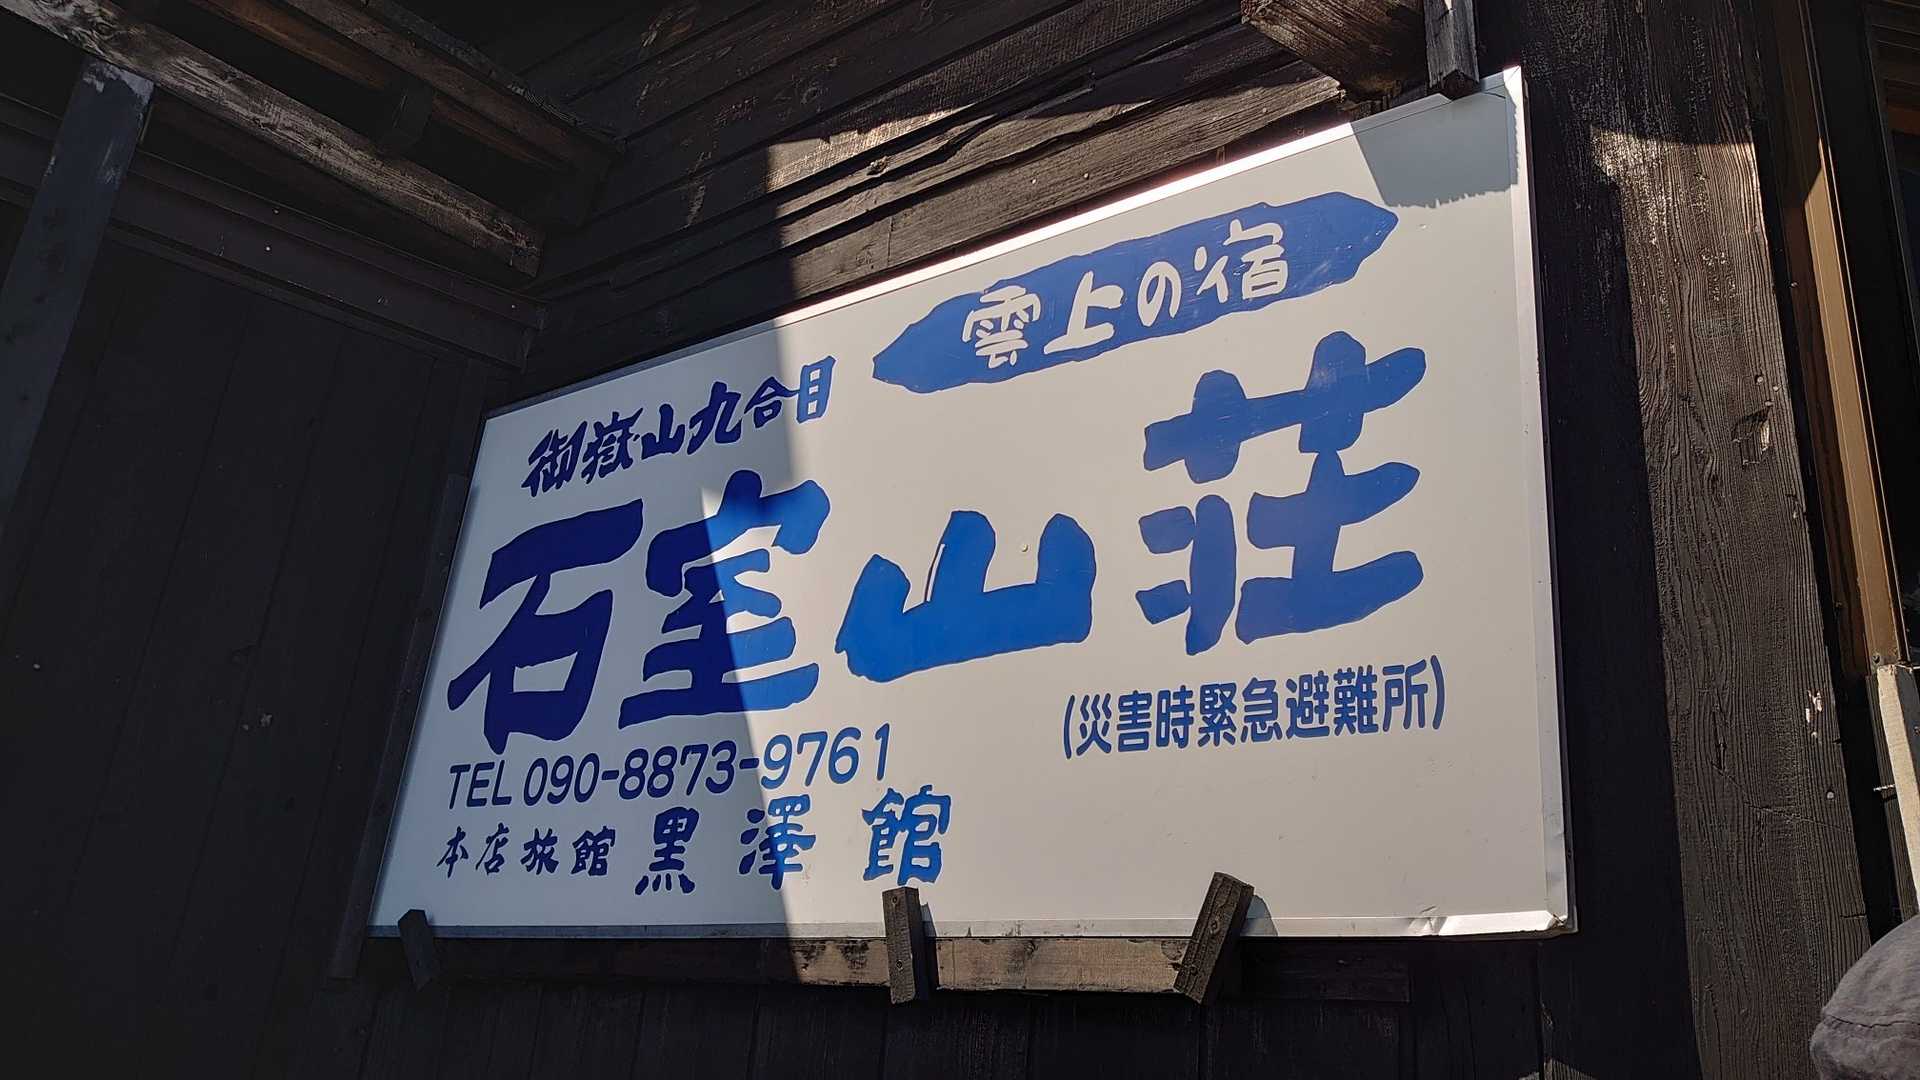 雲上の宿
御嶽山九合目
石室山荘
(災害時緊急避難所)
TEL 090-8873-9761
本店旅館 黒澤館